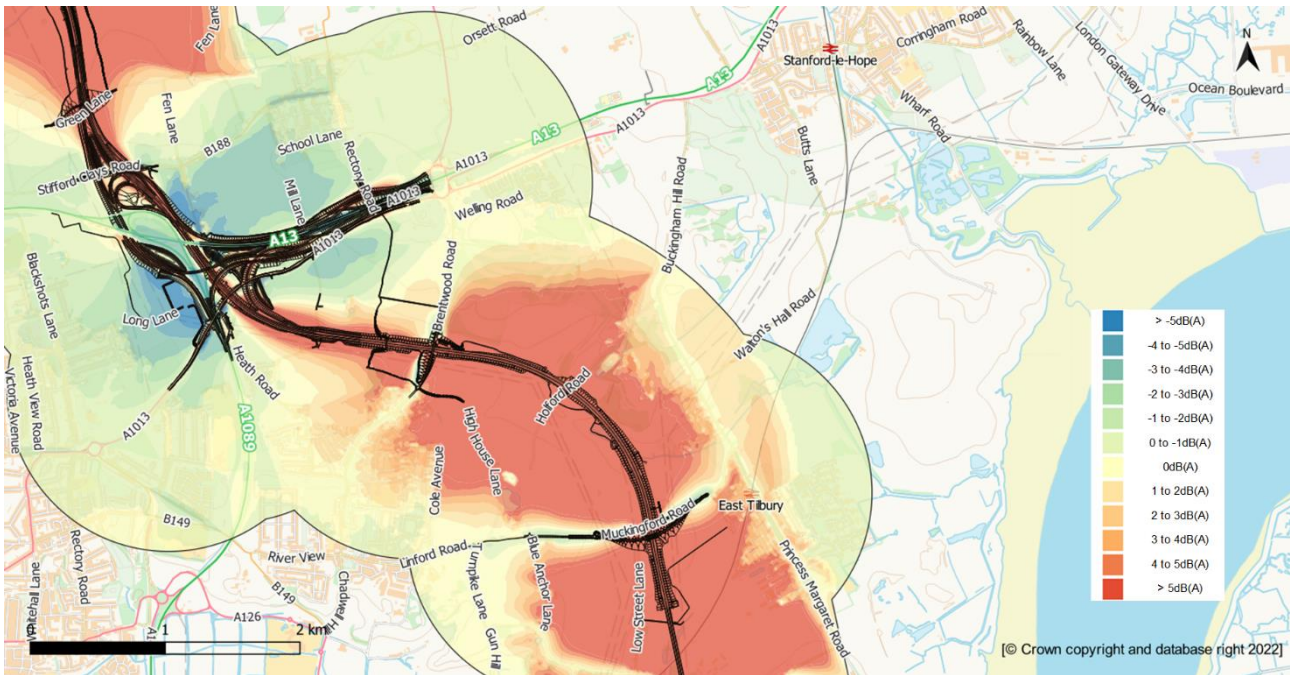 Fen Lane
Orsett Road
A1013
A13
Corringham Road
Rainbow Lane
London Gateway Drive
N
Stanford-le-Hope
Ocean Boulevard
Green Lane
Fen Lane
B188
School Lane
A13
A1013
Wharf Road
Butts Lane
Stifford Clays Road
Mill Lane
Rectory Road
A1013
A1013
A13
A1013
Welling Road
Buckingham Hill Road
Blackshots Lane
Long Lane
Brentwood Road
Walton's Hall Road
Heath View Road
Victoria Avenue
Heath Road
A1013
A1089
Holford Road
High House Lane
Cole Avenue
> -5dB(A)
-4 to -5dB(A)
-3 to -4dB(A)
-2 to -3dB(A)
-1 to -2dB(A)
0 to -1dB(A)
0dB(A)
1 to 2dB(A)
2 to 3dB(A)
3 to 4dB(A)
4 to 5dB(A)
> 5dB(A)
East Tilbury
Muckingford Road
B149
Linford Road
River View
Rectory Road
Whitehall Lane
B149
A126
Turnpike Lane
Blue Anchor Lane
Gun Hill
Low Street Lane
Princess Margaret Road
0 1 2 km
[© Crown copyright and database right 2022]